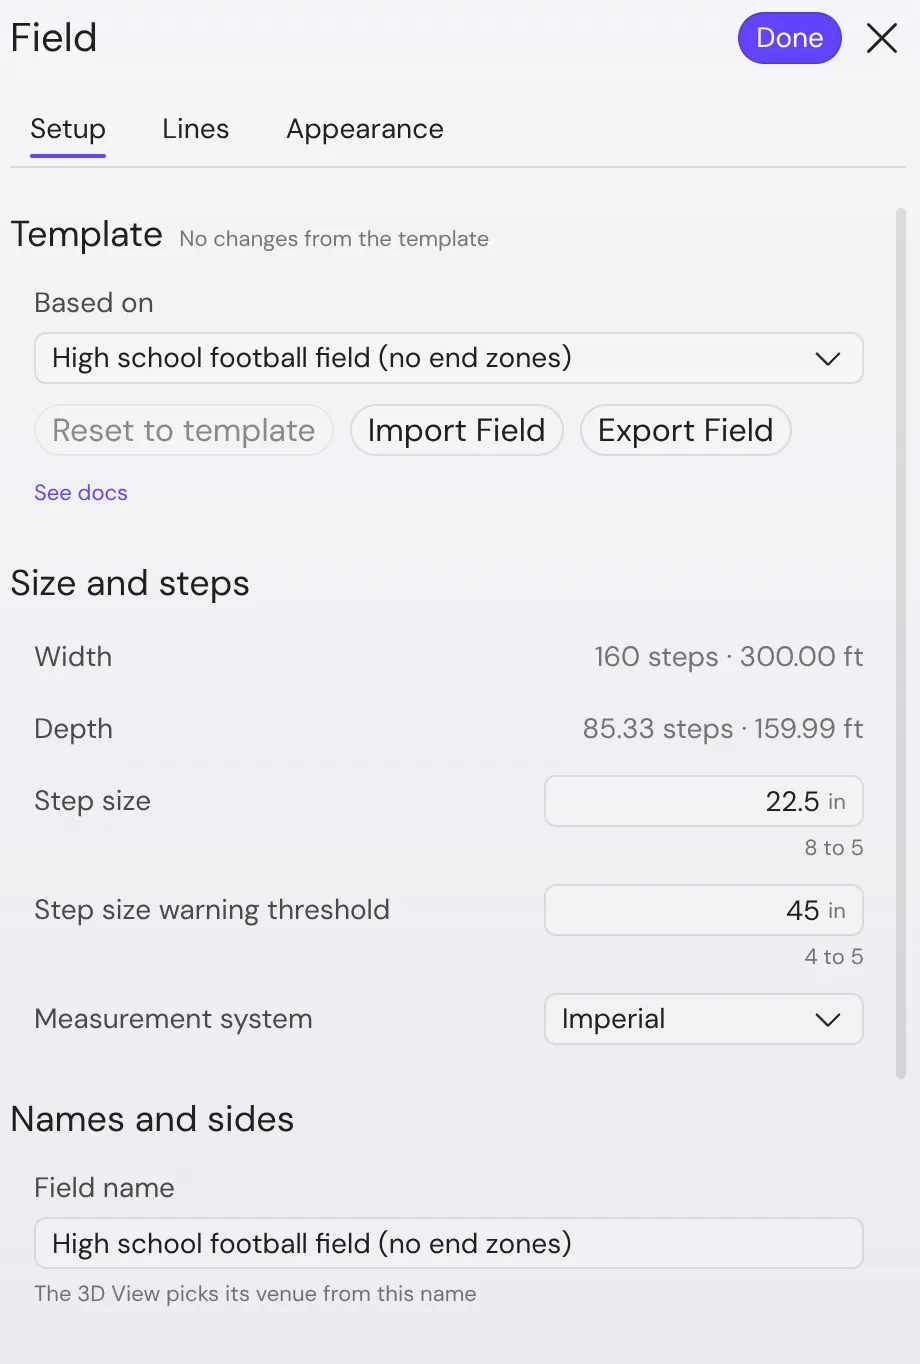 Field
Done
Setup
Lines
Appearance
Template No changes from the template
Based on
High school football field (no end zones)
Reset to template
Import Field
Export Field
See docs
Size and steps
Width 160 steps · 300.00 ft
Depth 85.33 steps · 159.99 ft
Step size 22.5 in
8 to 5
Step size warning threshold 45 in
4 to 5
Measurement system Imperial
Names and sides
Field name
High school football field (no end zones)
The 3D View picks its venue from this name